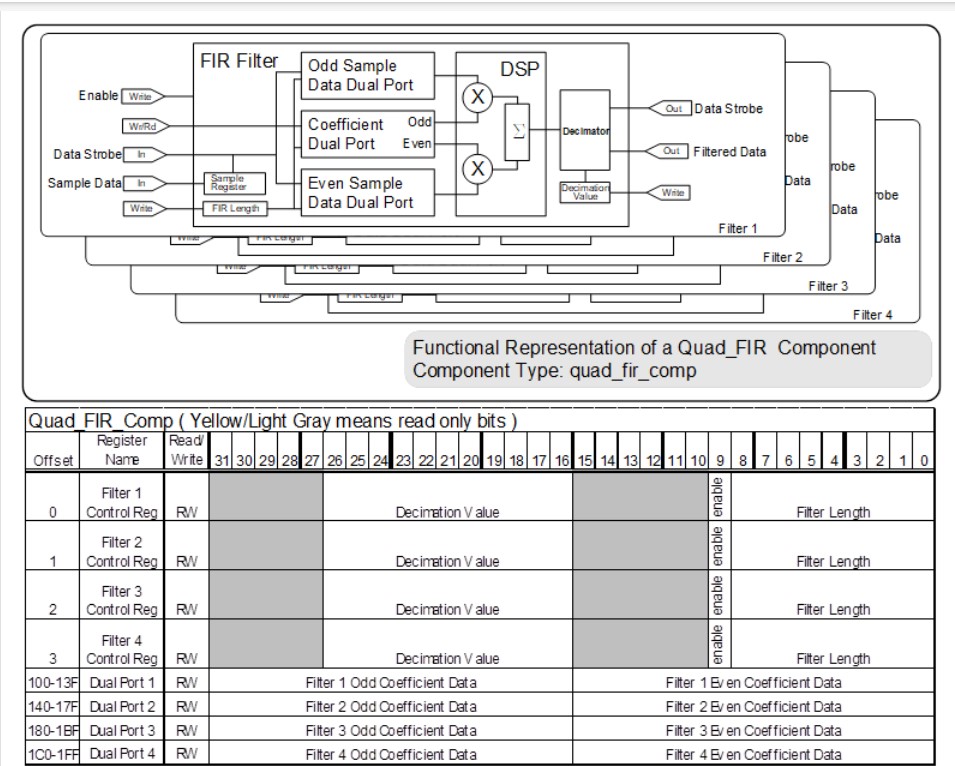 FIR Filter
Odd Sample
Data Dual Port
DSP
Enable Write
X
Out Data Strobe
Wr/Rd
Coefficient Odd
Dual Port Even
Σ
Decimator
Data Strobe In
Out Filtered Data
Sample Data In
Sample
Register
Even Sample
Data Dual Port
X
Decimation
Value
Write
Write
FIR Length
Filter 1
robe
Data
Write
FIR Length
Filter 2
robe
Data
Write
FIR Length
Filter 3
robe
Data
Write
FIR Length
Filter 4
Functional Representation of a Quad_FIR Component
Component Type: quad_fir_comp
Quad_FIR_Comp ( Yellow/Light Gray means read only bits )
Offset Register Name Read/ Write 31 30 29 28 27 26 25 24 23 22 21 20 19 18 17 16 15 14 13 12 11 10 9 8 7 6 5 4 3 2 1 0
0 Filter 1 Control Reg RW Decimation Value enable Filter Length
1 Filter 2 Control Reg RW Decimation Value enable Filter Length
2 Filter 3 Control Reg RW Decimation Value enable Filter Length
3 Filter 4 Control Reg RW Decimation Value enable Filter Length
100-13F Dual Port 1 RW Filter 1 Odd Coefficient Data Filter 1 Even Coefficient Data
140-17F Dual Port 2 RW Filter 2 Odd Coefficient Data Filter 2 Even Coefficient Data
180-1BF Dual Port 3 RW Filter 3 Odd Coefficient Data Filter 3 Even Coefficient Data
1C0-1FF Dual Port 4 RW Filter 4 Odd Coefficient Data Filter 4 Even Coefficient Data